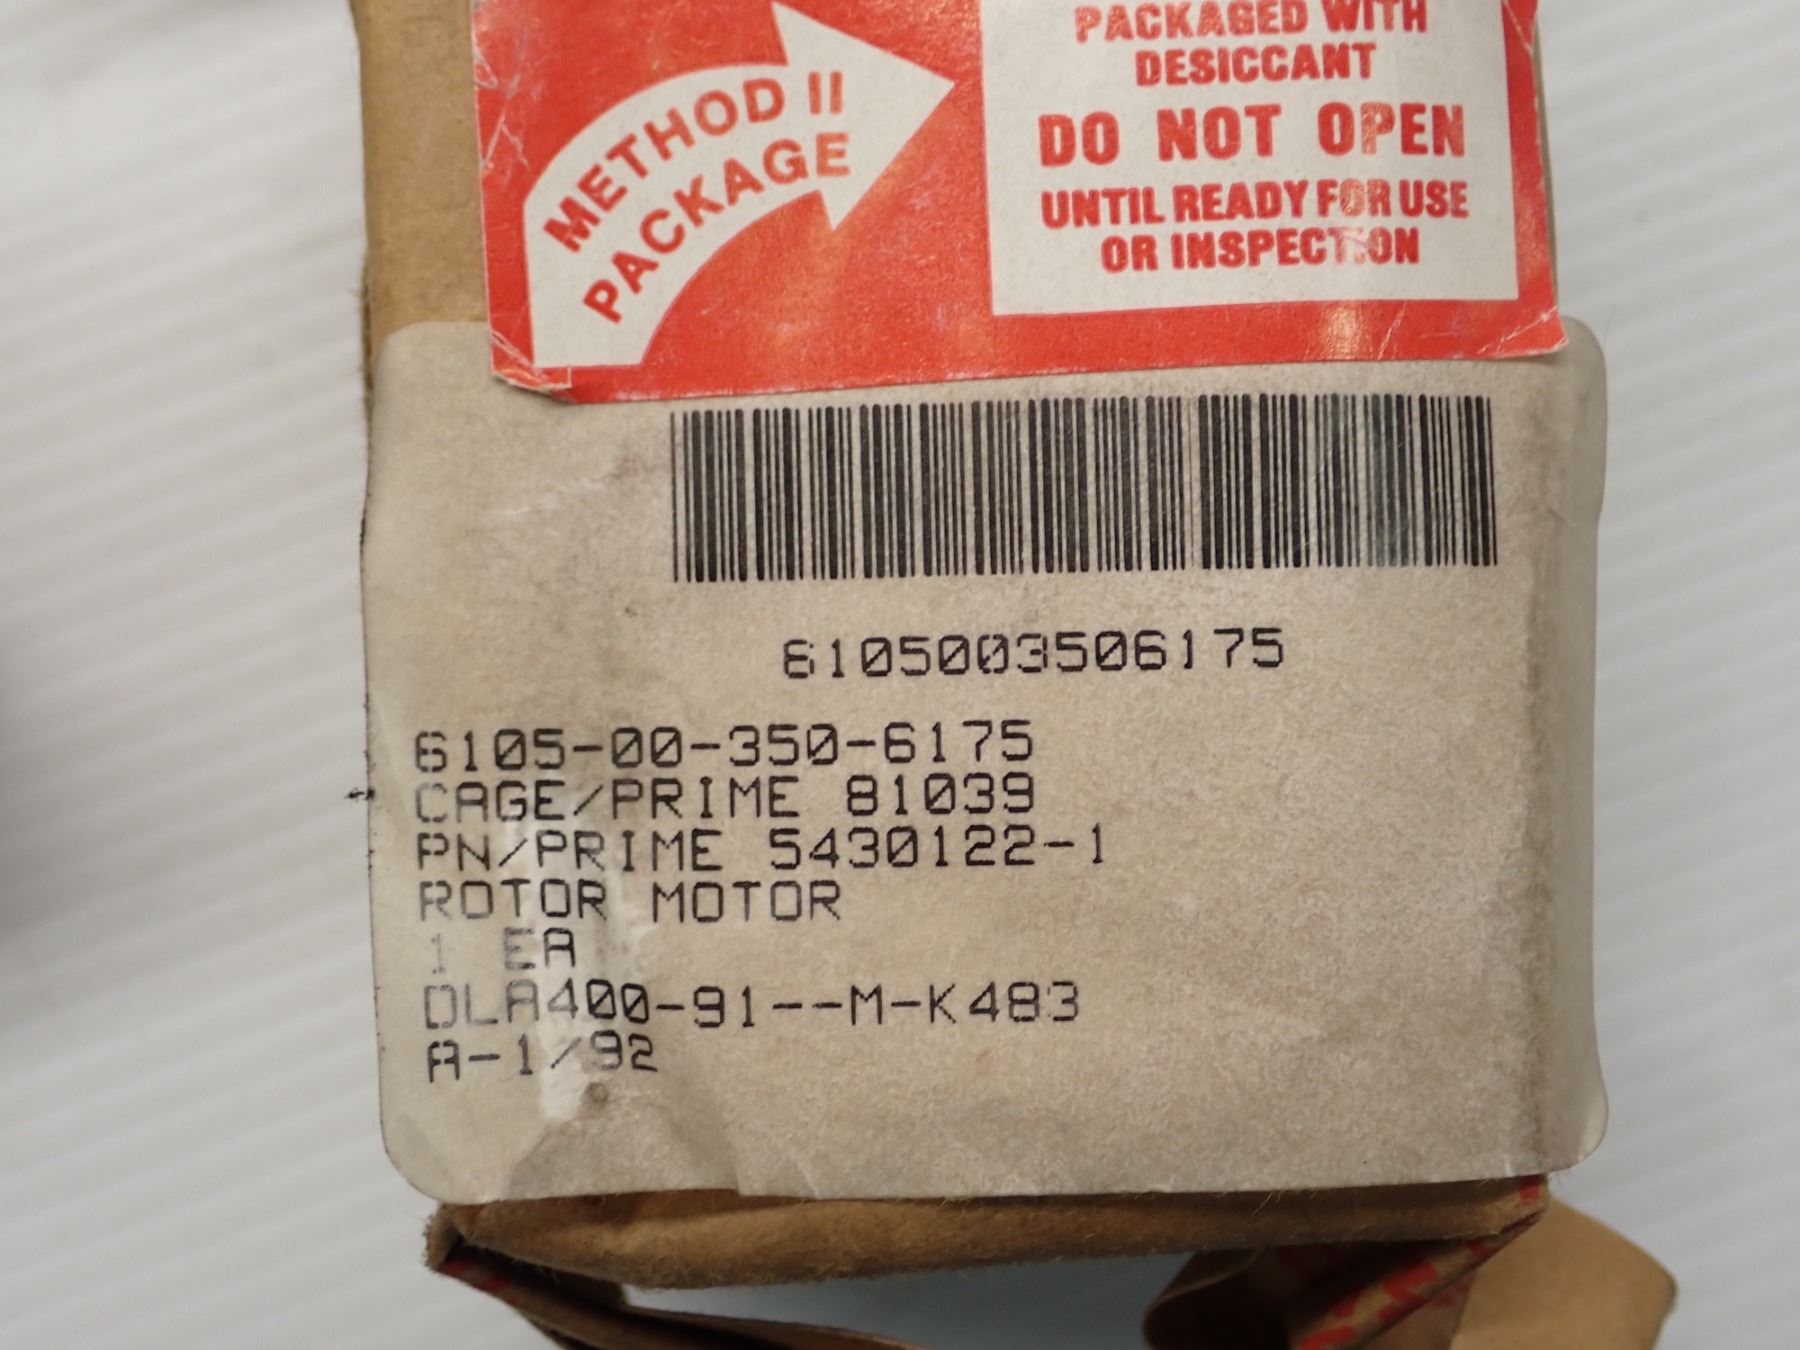 METHOD II
PACKAGE
PACKAGED WITH
DESICCANT
DO NOT OPEN
UNTIL READY FOR USE
OR INSPECTION
6105003506175
6105-00-350-6175
CAGE/PRIME 81039
PN/PRIME 5430122-1
ROTOR MOTOR
1 EA
DLA400-91--M-K483
A-1/92